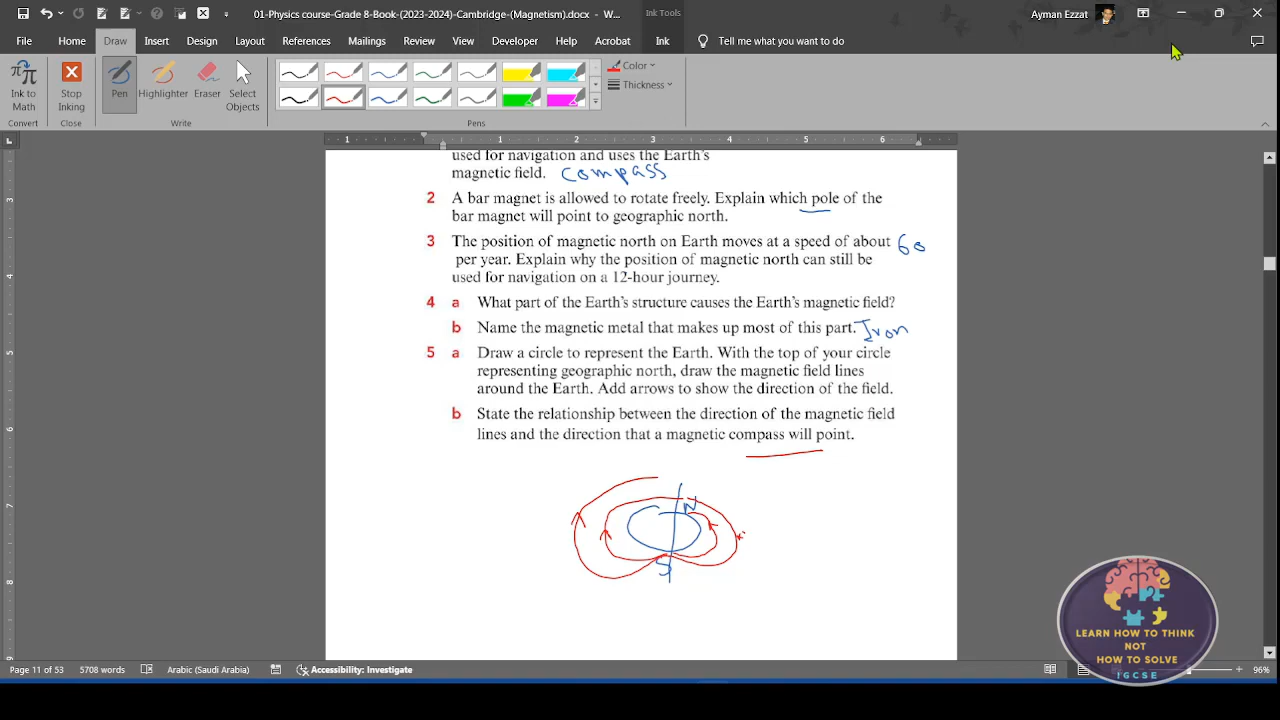 01-Physics course-Grade 8-Book-(2023-2024)-Cambridge-(Magnetism).docx - W...
Ink Tools
Ayman Ezzat
File Home Draw Insert Design Layout References Mailings Review View Developer Help Acrobat Ink Tell me what you want to do
Ink to Math
Stop Inking
Pen
Highlighter
Eraser
Select Objects
Color
Thickness
Convert Close Write Pens
1 1 2 3 4 5 6
used for navigation and uses the Earth's
magnetic field. compass
2 A bar magnet is allowed to rotate freely. Explain which pole of the
bar magnet will point to geographic north.
3 The position of magnetic north on Earth moves at a speed of about 60
per year. Explain why the position of magnetic north can still be
used for navigation on a 12-hour journey.
4 a What part of the Earth's structure causes the Earth's magnetic field?
b Name the magnetic metal that makes up most of this part. Iron
5 a Draw a circle to represent the Earth. With the top of your circle
representing geographic north, draw the magnetic field lines
around the Earth. Add arrows to show the direction of the field.
b State the relationship between the direction of the magnetic field
lines and the direction that a magnetic compass will point.
N
S
LEARN HOW TO THINK
NOT
HOW TO SOLVE
IGCSE
Page 11 of 53 5708 words Arabic (Saudi Arabia) Accessibility: Investigate 96%